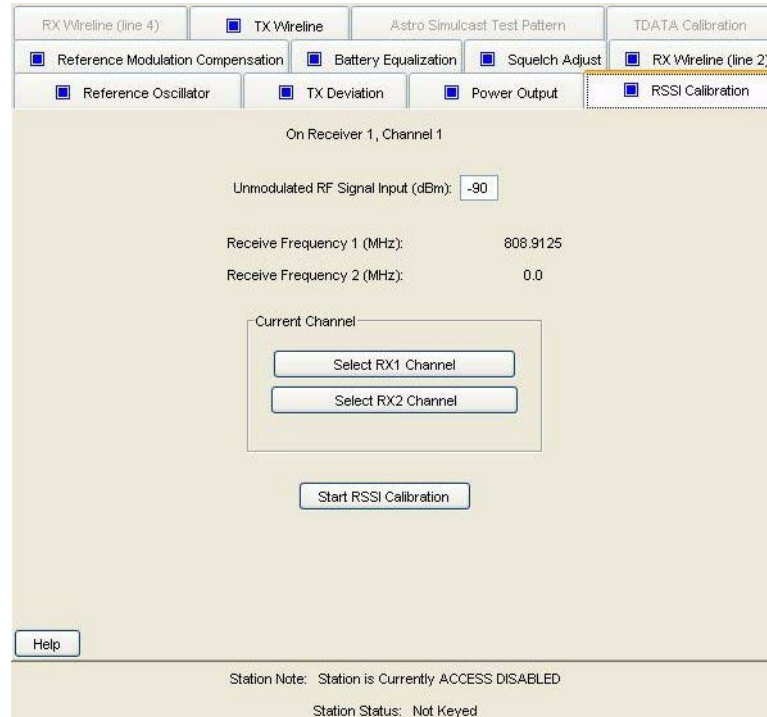 RX Wireline (line 4)
TX Wireline
Astro Simulcast Test Pattern
TDATA Calibration
Reference Modulation Compensation
Battery Equalization
Squelch Adjust
RX Wireline (line 2)
Reference Oscillator
TX Deviation
Power Output
RSSI Calibration
On Receiver 1, Channel 1
Unmodulated RF Signal Input (dBm): -90
Receive Frequency 1 (MHz): 808.9125
Receive Frequency 2 (MHz): 0.0
Current Channel
Select RX1 Channel
Select RX2 Channel
Start RSSI Calibration
Help
Station Note: Station is Currently ACCESS DISABLED
Station Status: Not Keyed